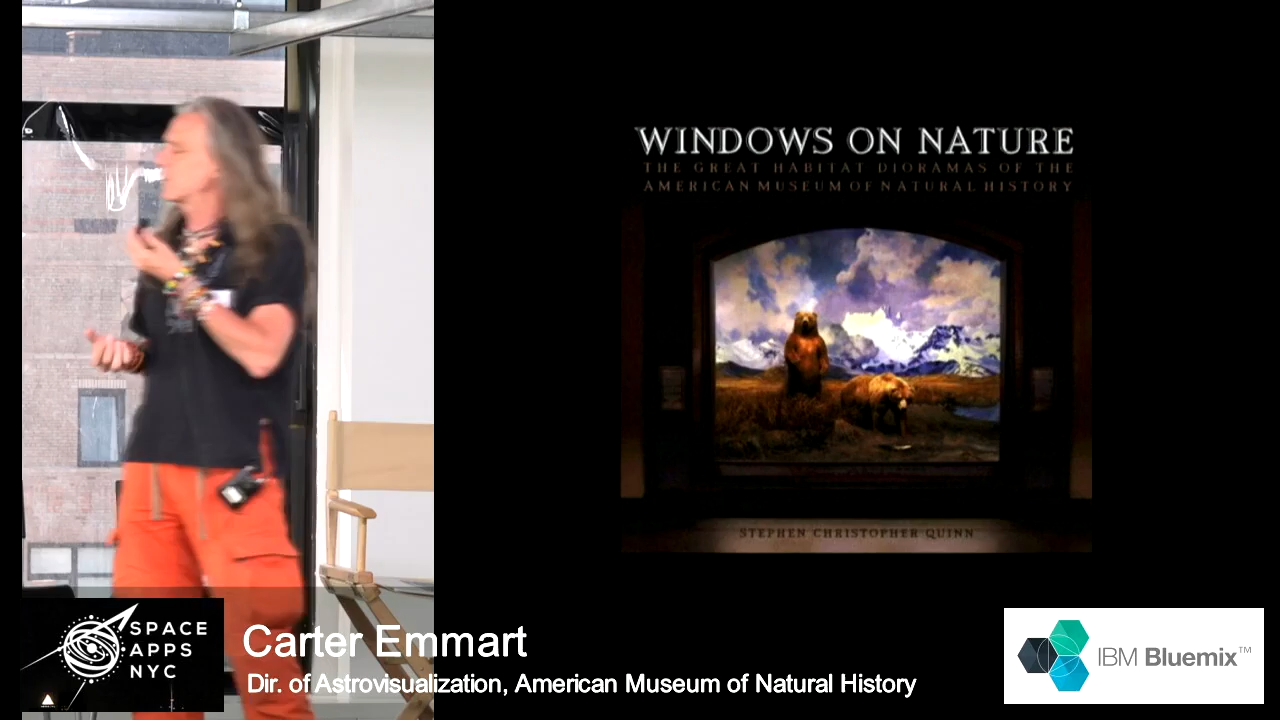 WINDOWS ON NATURE
THE GREAT HABITAT DIORAMAS OF THE
AMERICAN MUSEUM OF NATURAL HISTORY
STEPHEN CHRISTOPHER QUINN
SPACE
APPS
NYC
Carter Emmart
Dir. of Astrovisualization, American Museum of Natural History
IBM Bluemix™